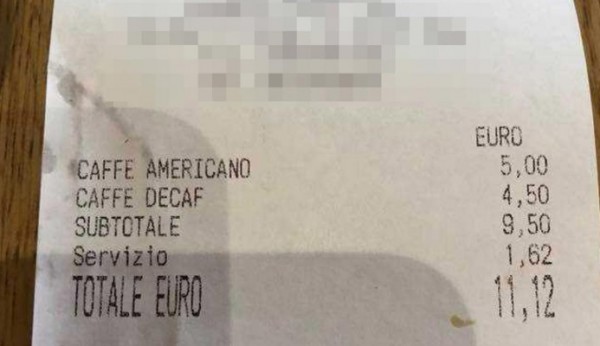 EURO
CAFFE AMERICANO 5,00
CAFFE DECAF 4,50
SUBTOTALE 9,50
Servizio 1,62
TOTALE EURO 11,12